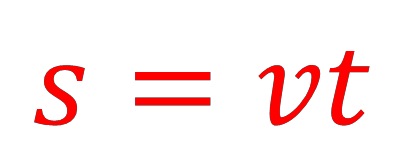 s = vt